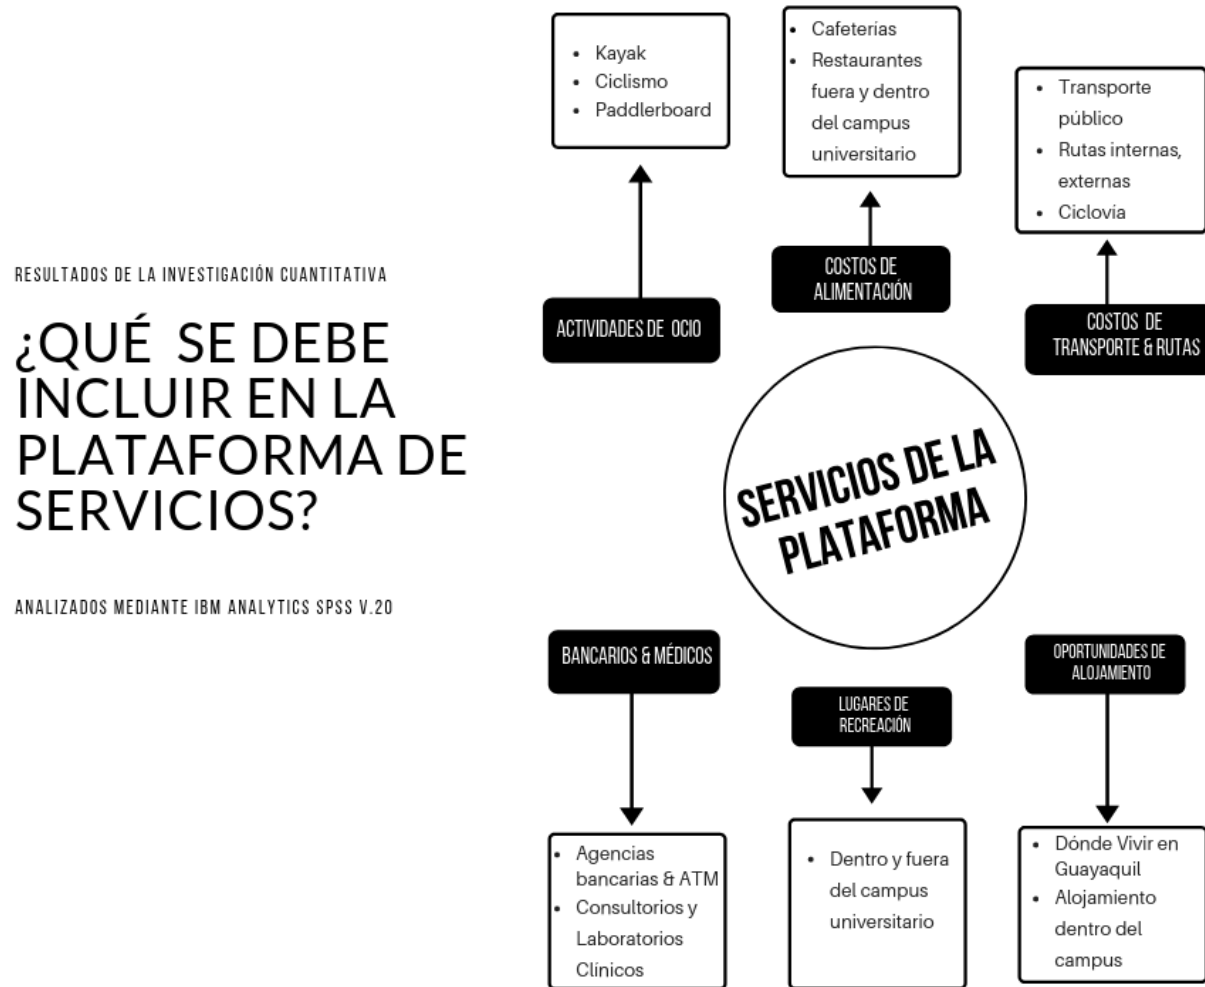 RESULTADOS DE LA INVESTIGACIÓN CUANTITATIVA
¿QUÉ SE DEBE
INCLUIR EN LA
PLATAFORMA DE
SERVICIOS?
ANALIZADOS MEDIANTE IBM ANALYTICS SPSS V.20
• Kayak
• Ciclismo
• Paddlerboard
ACTIVIDADES DE OCIO
• Cafeterías
• Restaurantes
fuera y dentro
del campus
universitario
COSTOS DE
ALIMENTACIÓN
• Transporte
público
• Rutas internas,
externas
• Ciclovía
COSTOS DE
TRANSPORTE & RUTAS
SERVICIOS DE LA
PLATAFORMA
BANCARIOS & MÉDICOS
• Agencias
bancarias & ATM
• Consultorios y
Laboratorios
Clínicos
LUGARES DE
RECREACIÓN
• Dentro y fuera
del campus
universitario
OPORTUNIDADES DE
ALOJAMIENTO
• Dónde Vivir en
Guayaquil
• Alojamiento
dentro del
campus